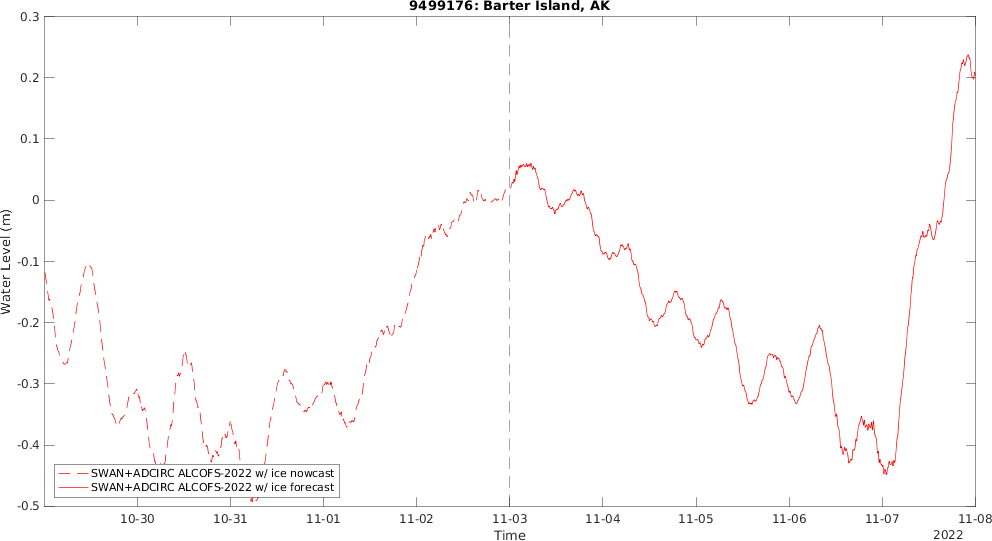 9499176: Barter Island, AK
0.3
0.2
0.1
0
-0.1
-0.2
-0.3
-0.4
-0.5
Water Level (m)
SWAN+ADCIRC ALCOFS-2022 w/ ice nowcast
SWAN+ADCIRC ALCOFS-2022 w/ ice forecast
10-30 10-31 11-01 11-02 11-03 11-04 11-05 11-06 11-07 11-08
Time
2022